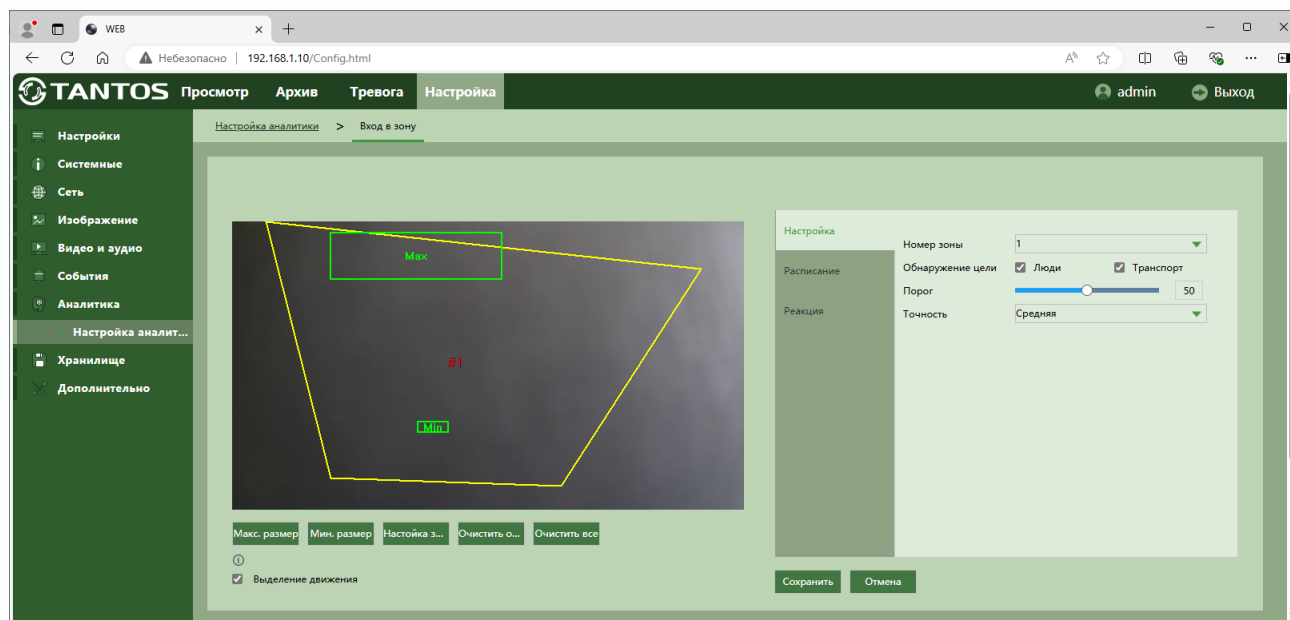 WEB
Небезопасно 192.168.1.10/Config.html
TANTOS Просмотр Архив Тревога Настройка admin Выход
Настройки
Системные
Сеть
Изображение
Видео и аудио
События
Аналитика
Настройка аналит...
Хранилище
Дополнительно
Настройка аналитики > Вход в зону
Max
#1
Min
Макс. размер Мин. размер Настойка з... Очистить о... Очистить все
Выделение движения
Настройка
Расписание
Реакция
Номер зоны 1
Обнаружение цели Люди Транспорт
Порог 50
Точность Средняя
Сохранить Отмена